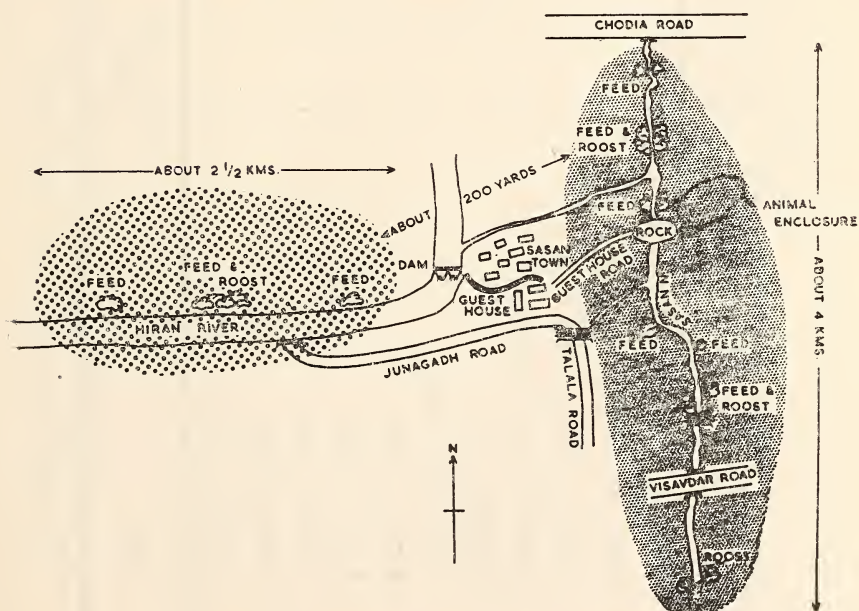 CHODIA ROAD
FEED
FEED &
ROOST
ABOUT 2 1/2 KMS.
ABOUT 200 YARDS
FEED
ANIMAL
ENCLOSURE
ROCK
SASAN
TOWN
DAM
GUEST HOUSE
ROAD
FEED
FEED &
ROOST
FEED
GUEST
HOUSE
HIRAN RIVER
SASAN N
ABOUT 4 KMS
FEED
FEED
JUNAGADH ROAD
TALALA ROAD
FEED &
ROOST
N
VISAVDAR ROAD
ROOST